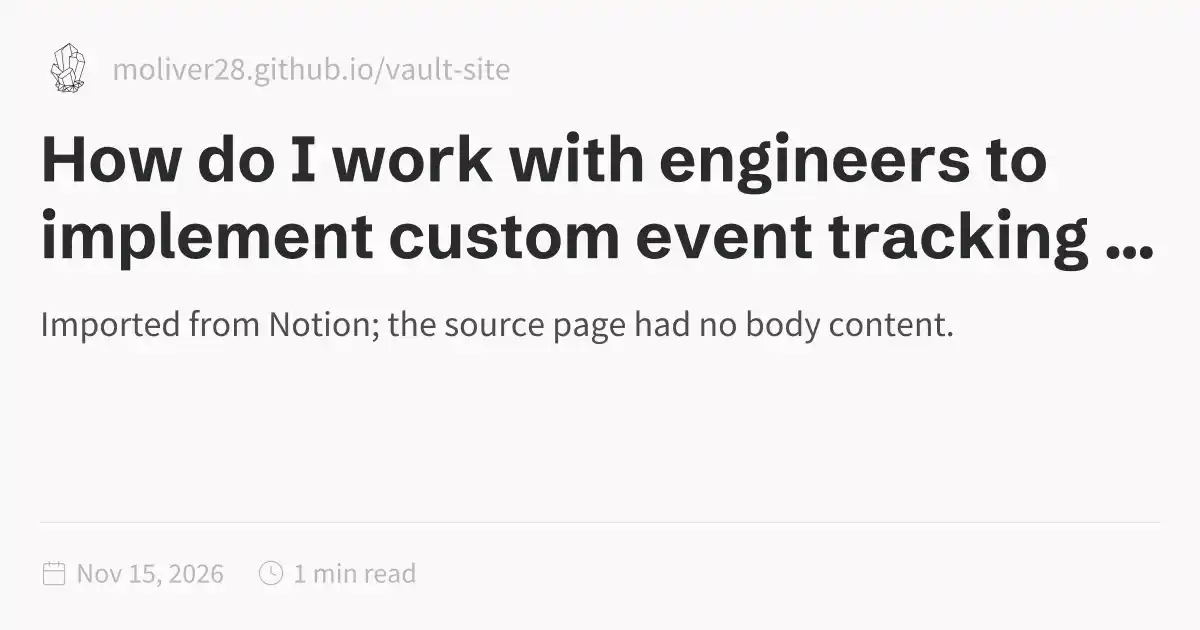 moliver28.github.io/vault-site
How do I work with engineers to
implement custom event tracking ...
Imported from Notion; the source page had no body content.
Nov 15, 2026
1 min read